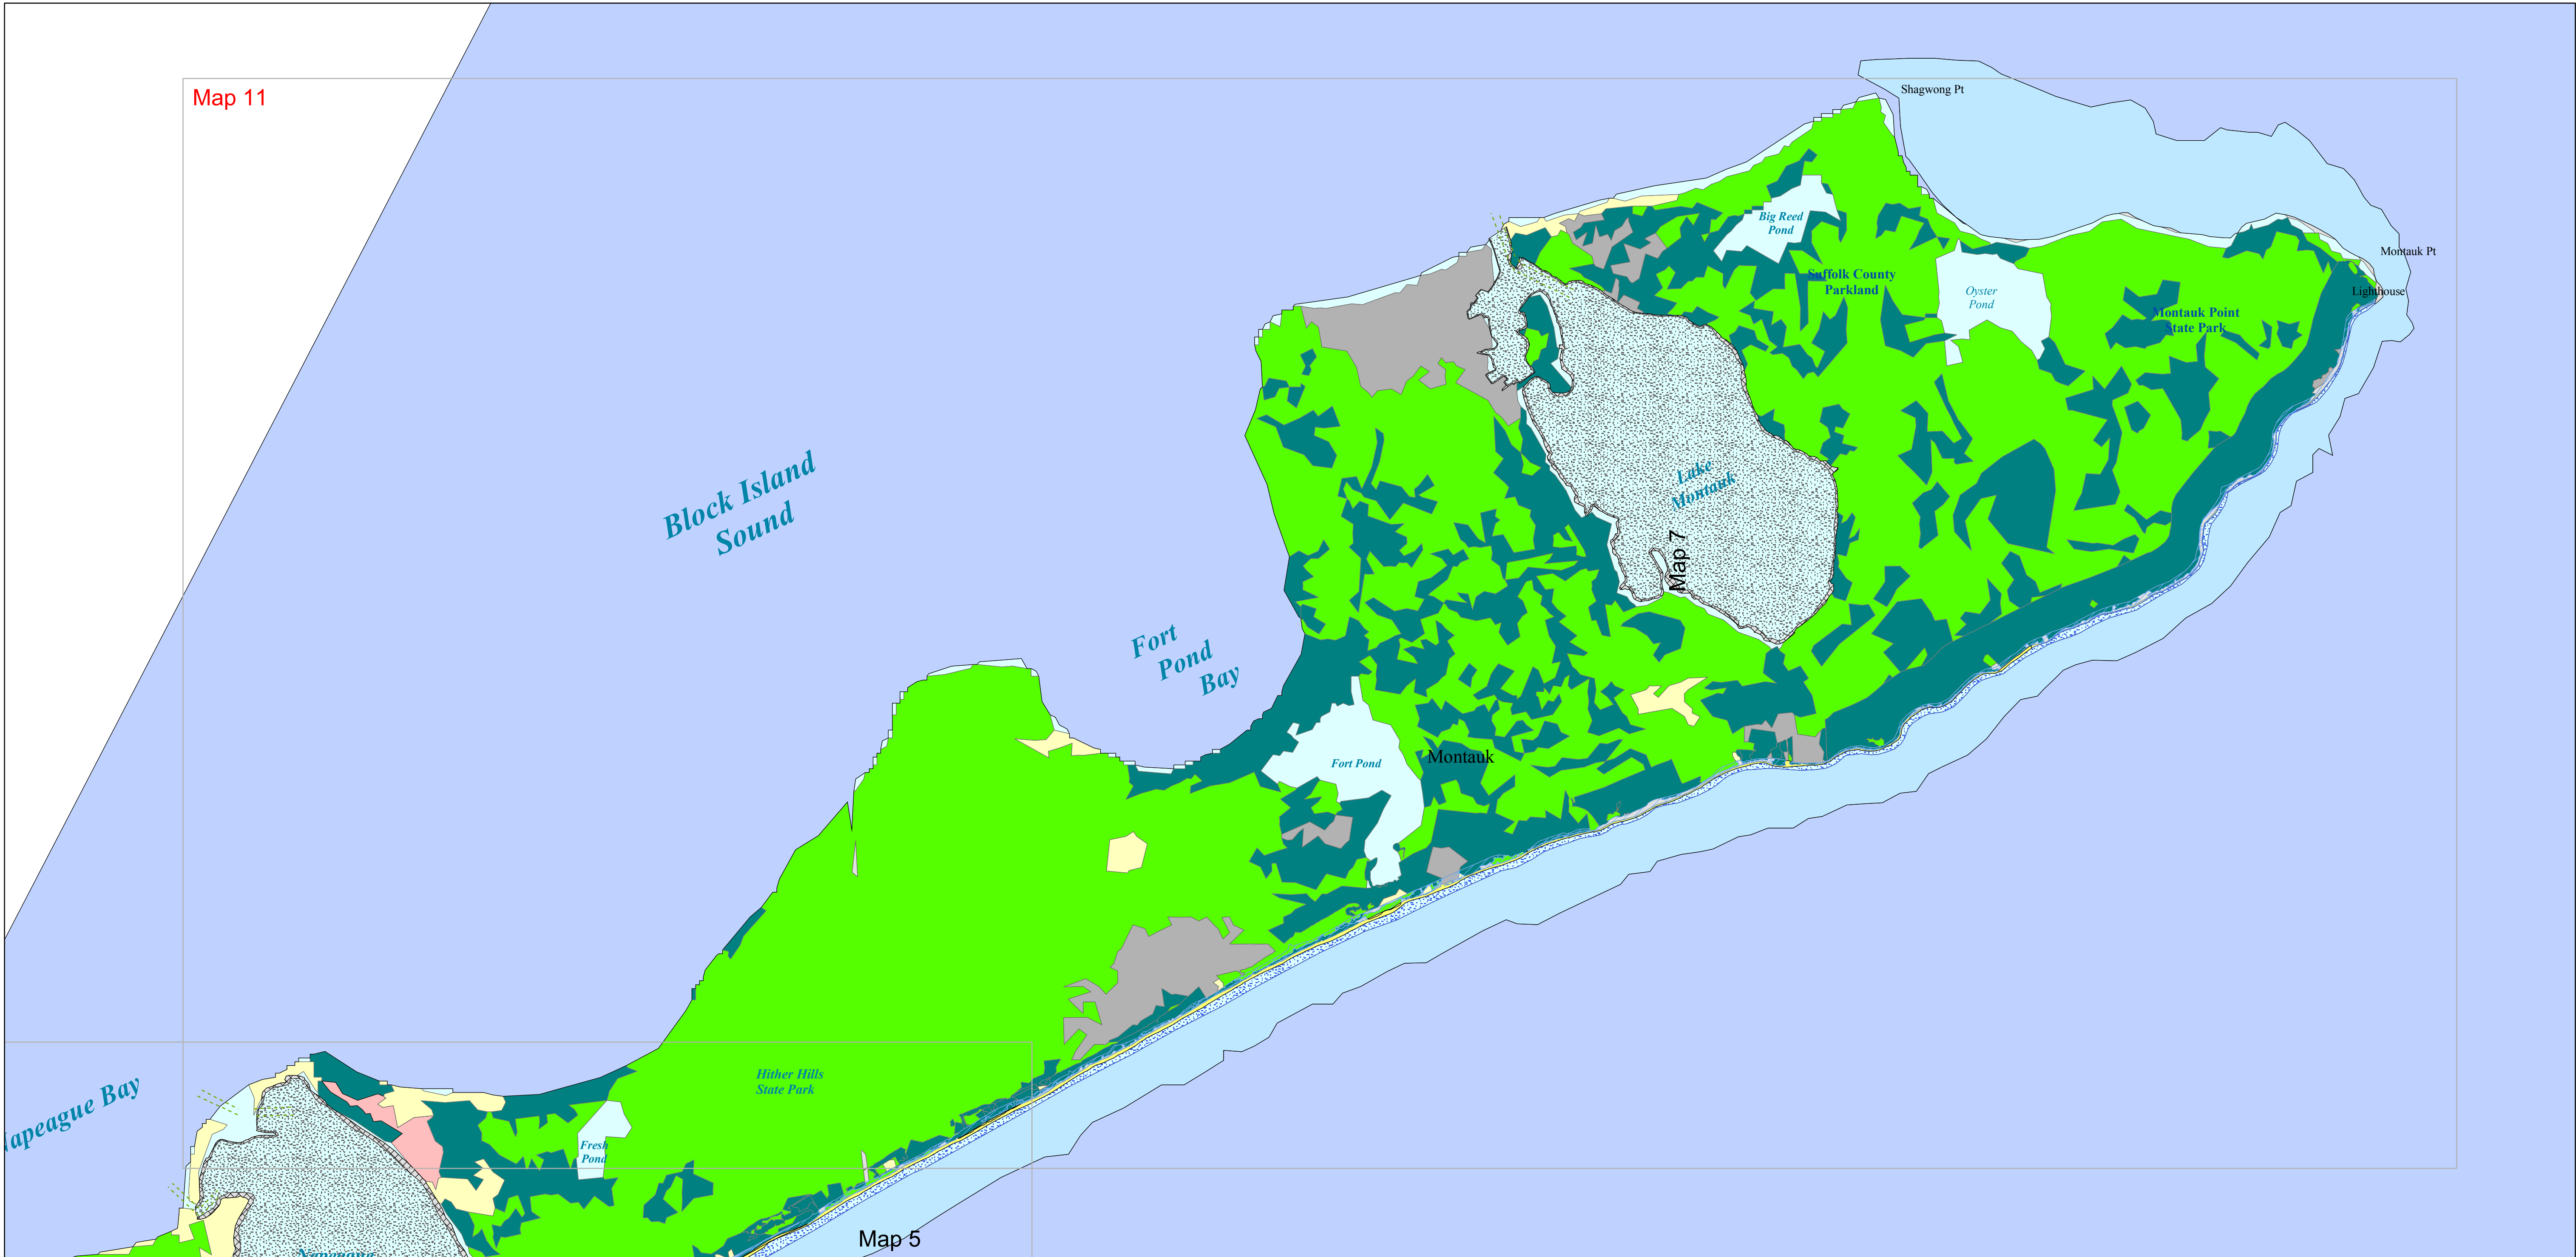 Map 11
Shagwong Pt
Big Reed
Pond
Montauk Pt
Suffolk County
Parkland
Oyster
Pond
Lighthouse
Montauk Point
State Park
Block Island
Sound
Lake
Montauk
Map 7
Fort
Pond
Bay
Fort Pond
Montauk
Hither Hills
State Park
Napeague Bay
Fresh
Pond
Map 5